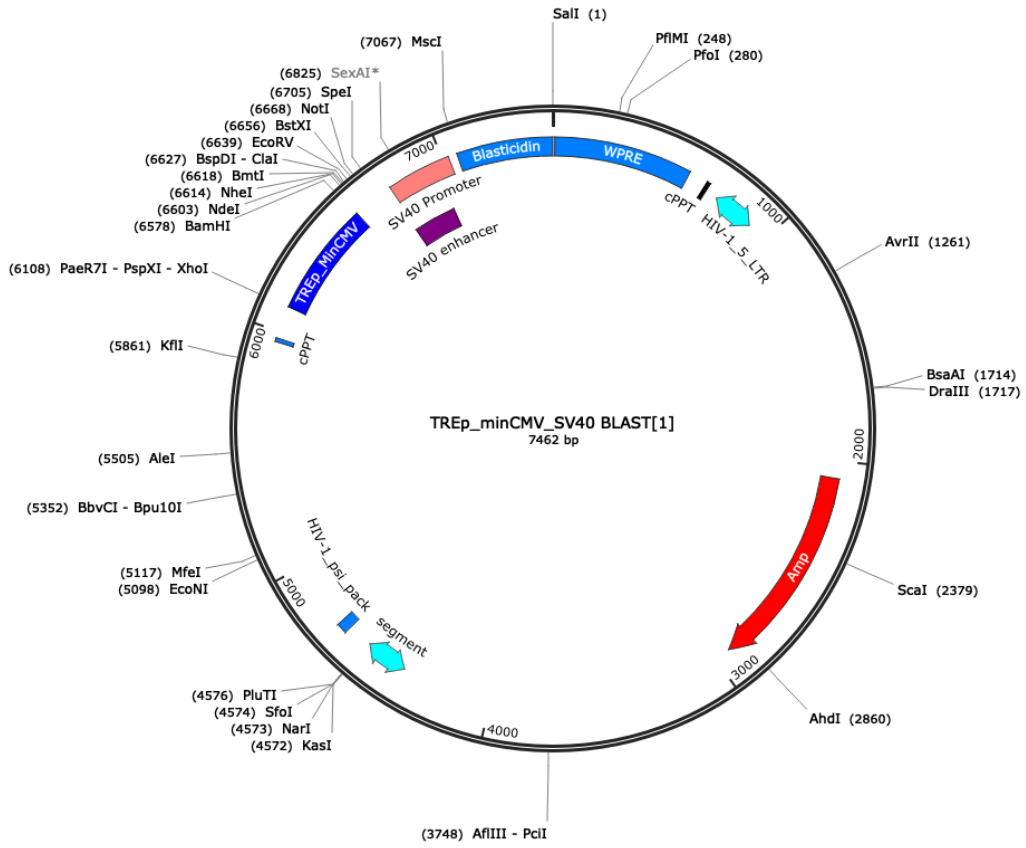 SalI (1)
PflMI (248)
PfoI (280)
(7067) MscI
(6825) SexAI*
(6705) SpeI
(6668) NotI
(6656) BstXI
(6639) EcoRV
(6627) BspDI - ClaI
(6618) BmtI
(6614) NheI
(6603) NdeI
(6578) BamHI
7000
Blasticidin
WPRE
SV40 Promoter
SV40 enhancer
cPPT
HIV-1_5_LTR
1000
AvrII (1261)
(6108) PaeR7I - PspXI - XhoI
TREp_MinCMV
6000
cPPT
(5861) KflI
BsaAI (1714)
DraIII (1717)
TREp_minCMV_SV40 BLAST[1]
7462 bp
2000
(5505) AleI
(5352) BbvCI - Bpu10I
(5117) MfeI
(5098) EcoNI
5000
HIV-1_psi_pack
segment
Amp
ScaI (2379)
3000
AhdI (2860)
(4576) PluTI
(4574) SfoI
(4573) NarI
(4572) KasI
4000
(3748) AflIII - PciI